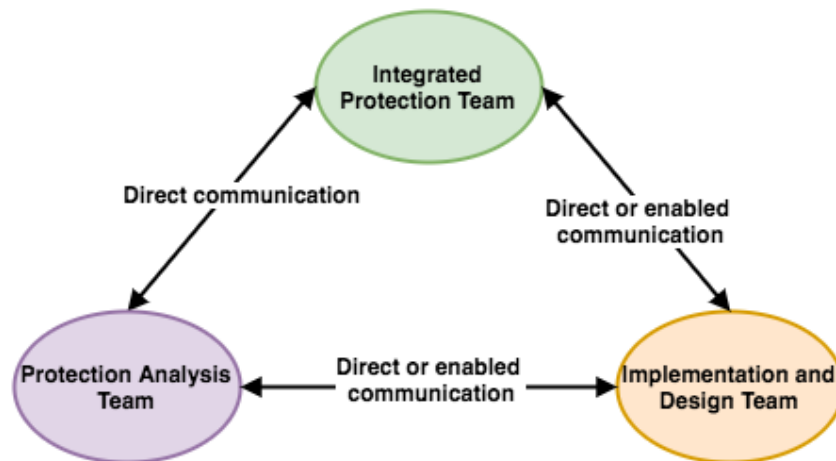 Integrated
Protection Team
Direct communication
Direct or enabled
communication
Protection Analysis
Team
Direct or enabled
communication
Implementation and
Design Team